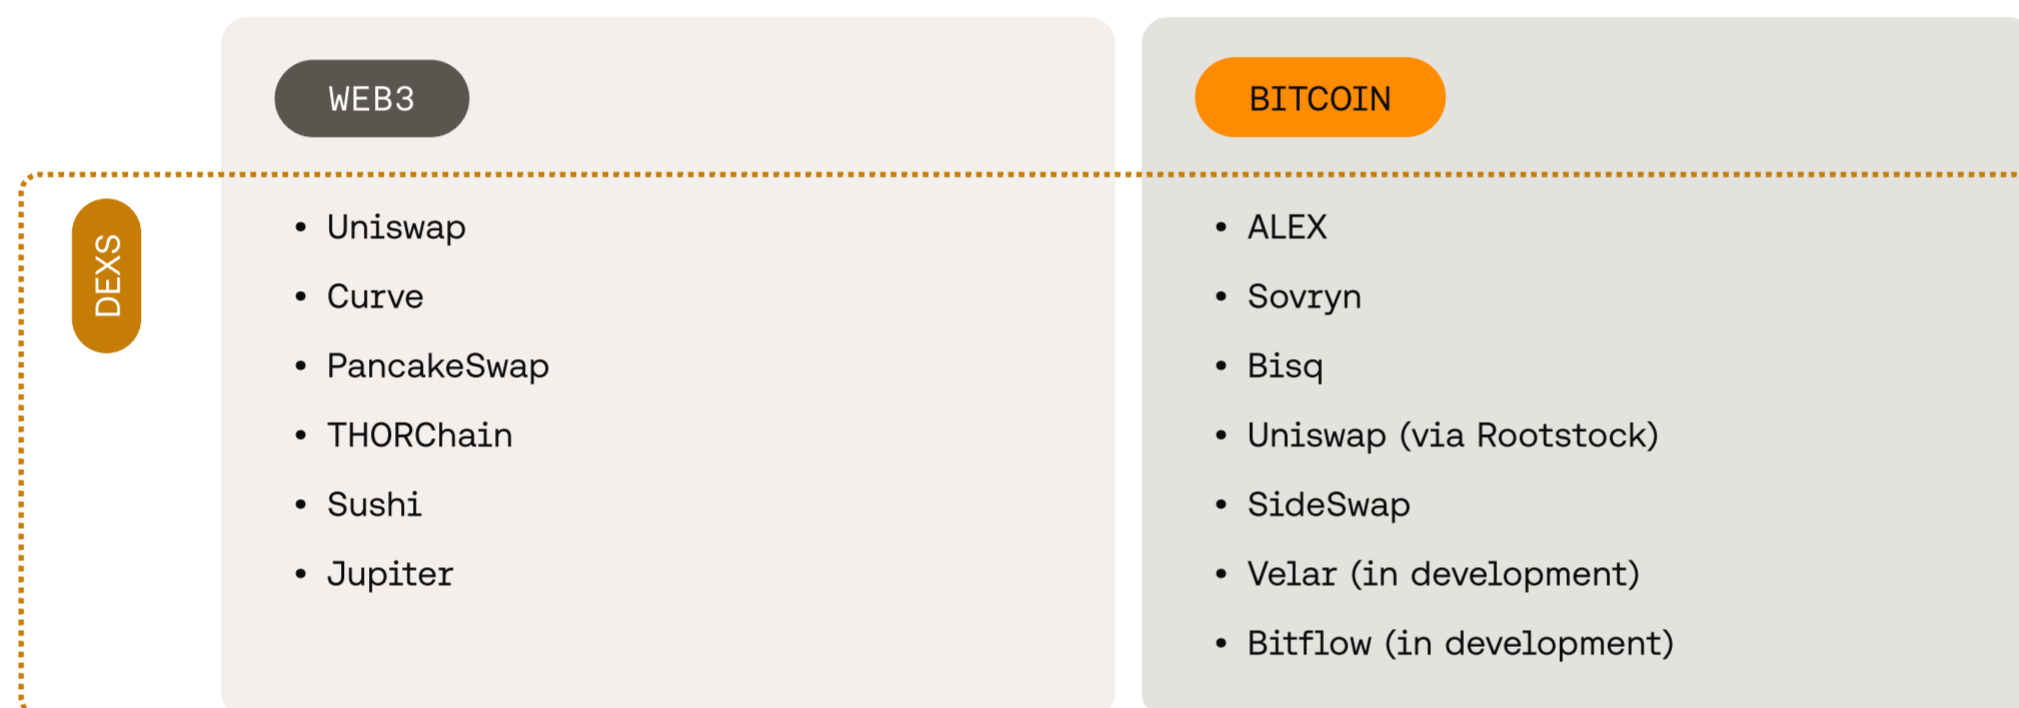 WEB3
BITCOIN
DEXS
• Uniswap
• Curve
• PancakeSwap
• THORChain
• Sushi
• Jupiter
• ALEX
• Sovryn
• Bisq
• Uniswap (via Rootstock)
• SideSwap
• Velar (in development)
• Bitflow (in development)